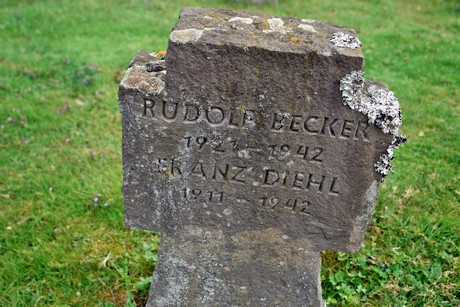 RUDOLF BECKER
1921 – 1942
FRANZ DIEHL
1911 – 1942